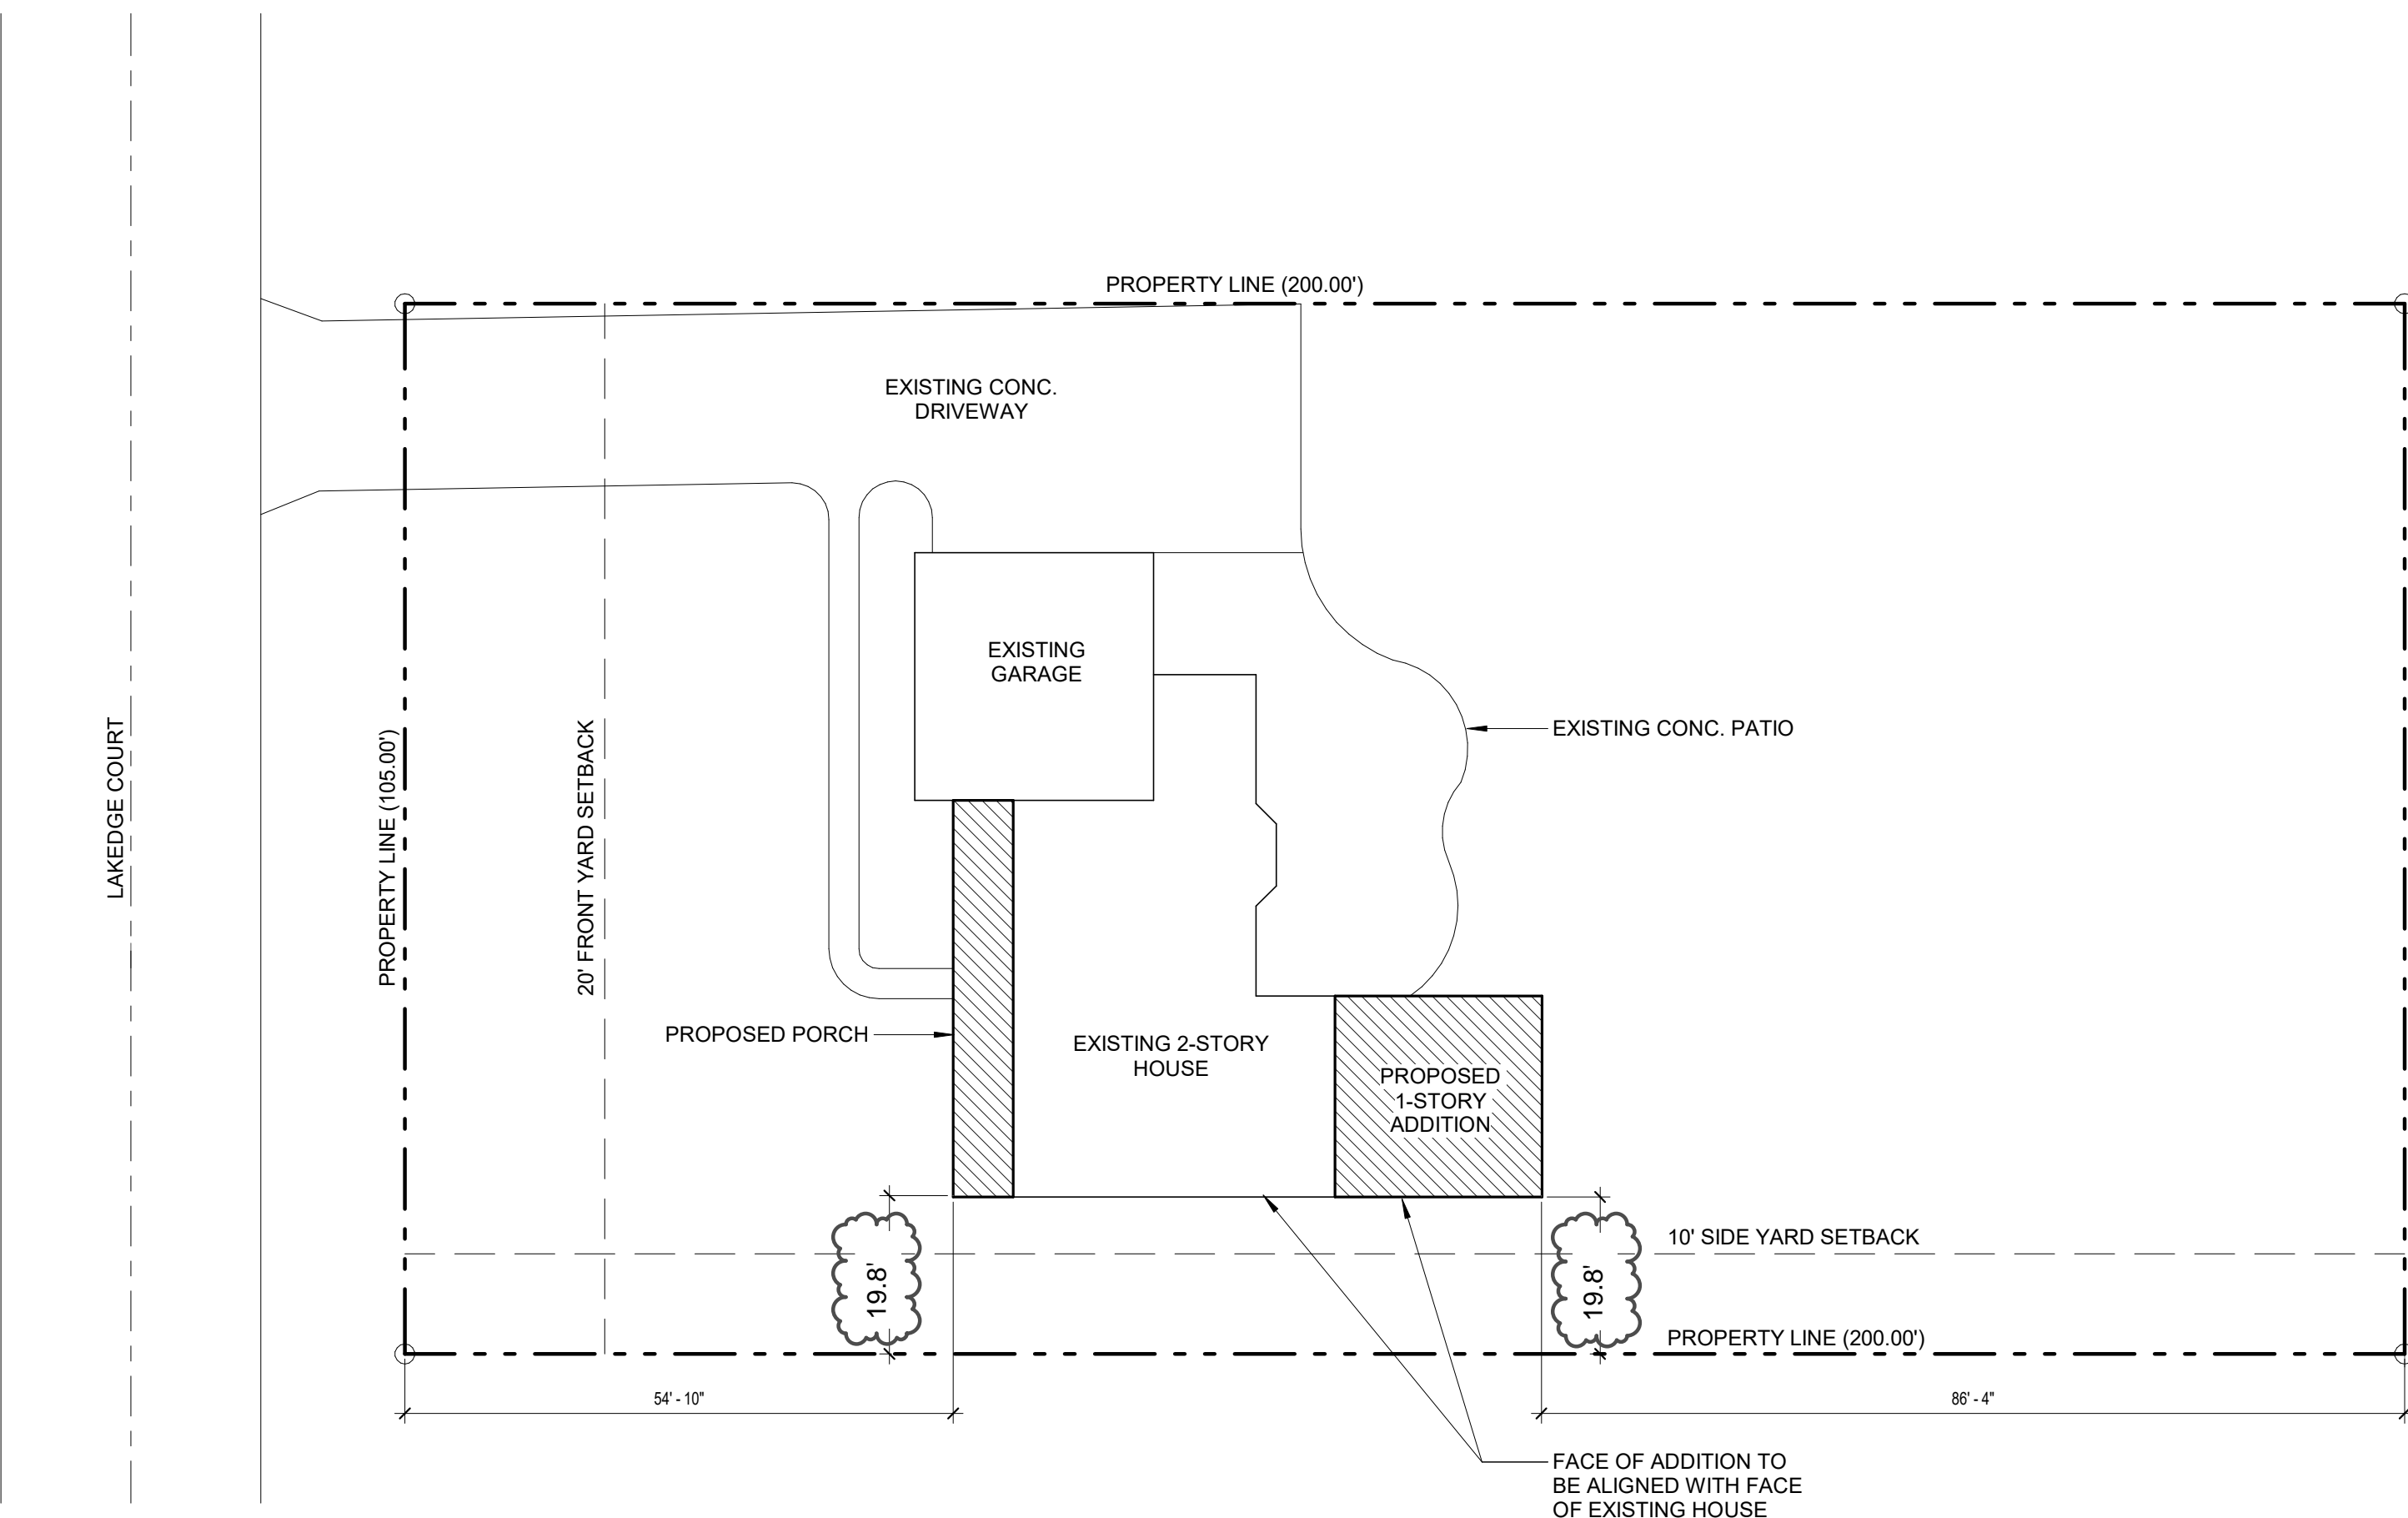 PROPERTY LINE (200.00')
EXISTING CONC.
DRIVEWAY
EXISTING
GARAGE
EXISTING CONC. PATIO
LAKEDGE COURT
PROPERTY LINE (105.00')
20' FRONT YARD SETBACK
PROPOSED PORCH
EXISTING 2-STORY
HOUSE
PROPOSED
1-STORY
ADDITION
10' SIDE YARD SETBACK
19.8'
19.8'
PROPERTY LINE (200.00')
54' - 10"
86' - 4"
FACE OF ADDITION TO
BE ALIGNED WITH FACE
OF EXISTING HOUSE